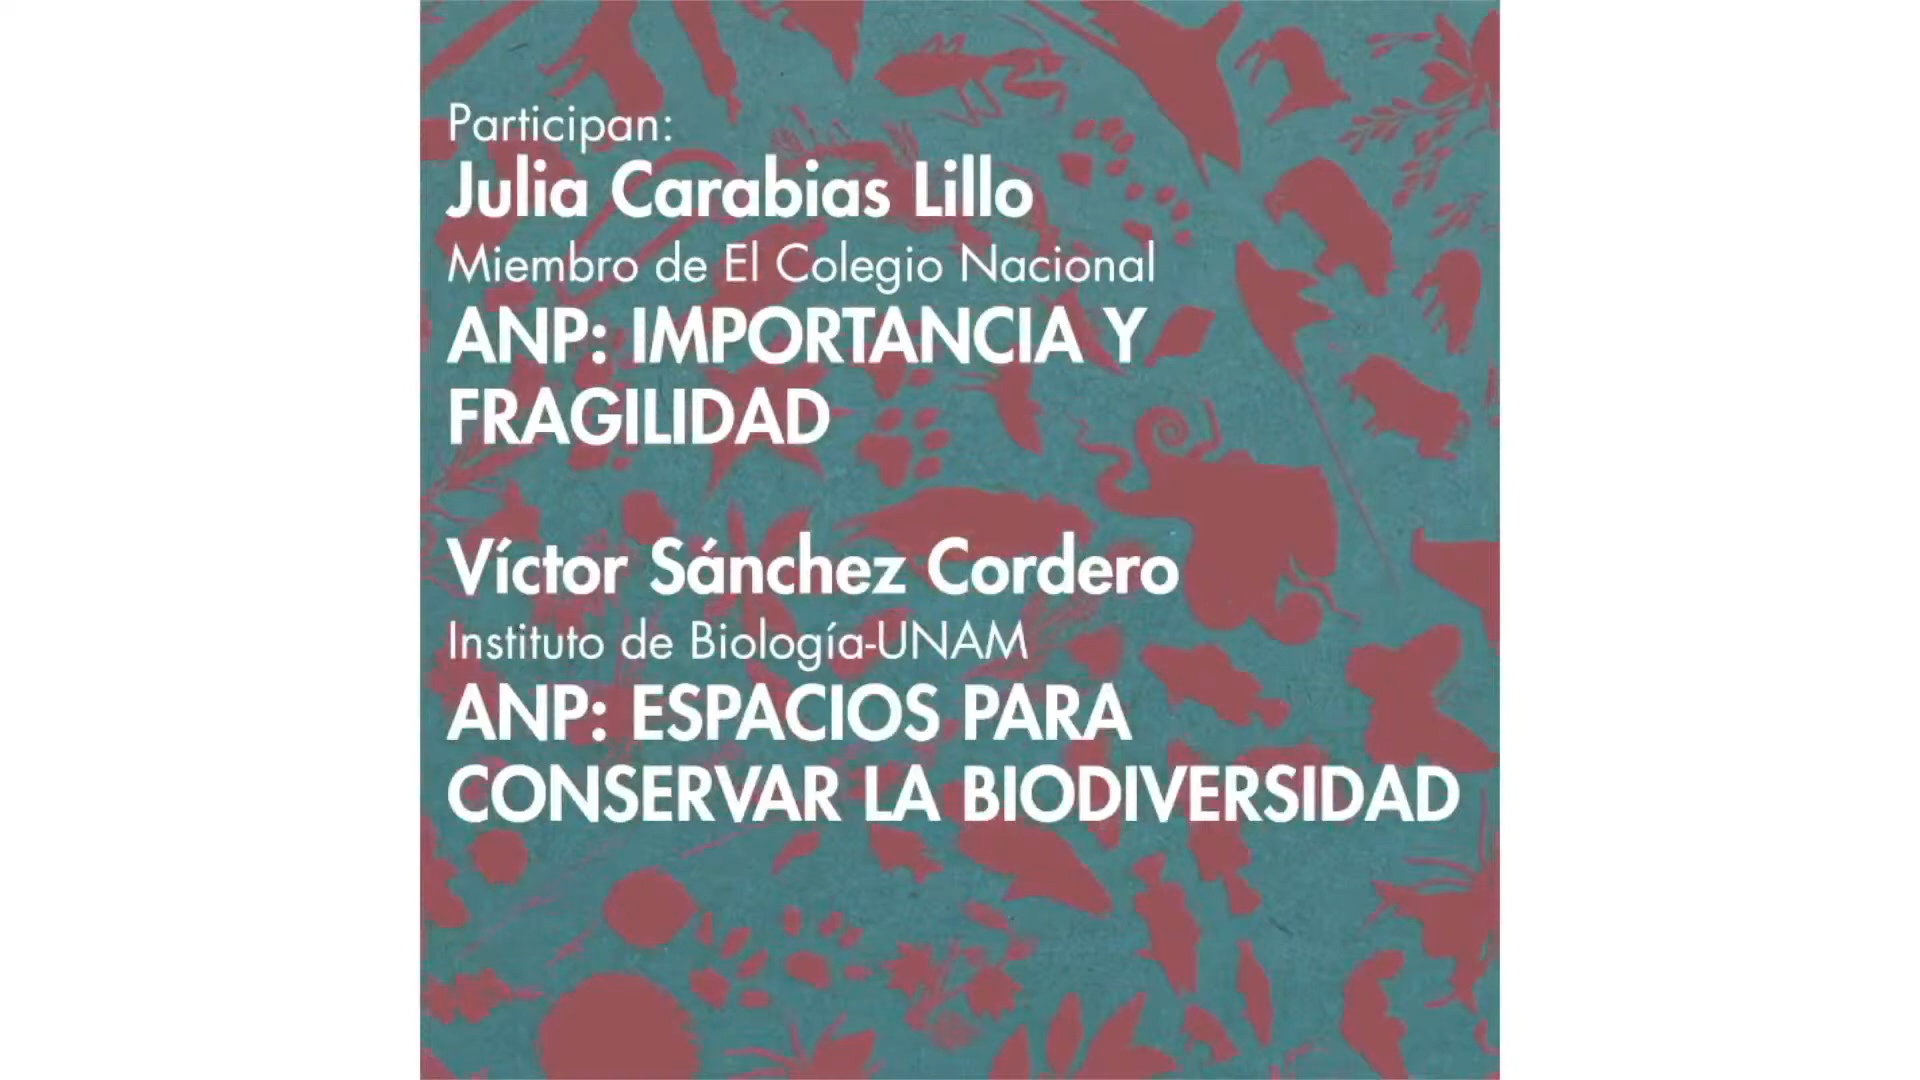 Participan:
Julia Carabias Lillo
Miembro de El Colegio Nacional
ANP: IMPORTANCIA Y
FRAGILIDAD
Víctor Sánchez Cordero
Instituto de Biología-UNAM
ANP: ESPACIOS PARA
CONSERVAR LA BIODIVERSIDAD